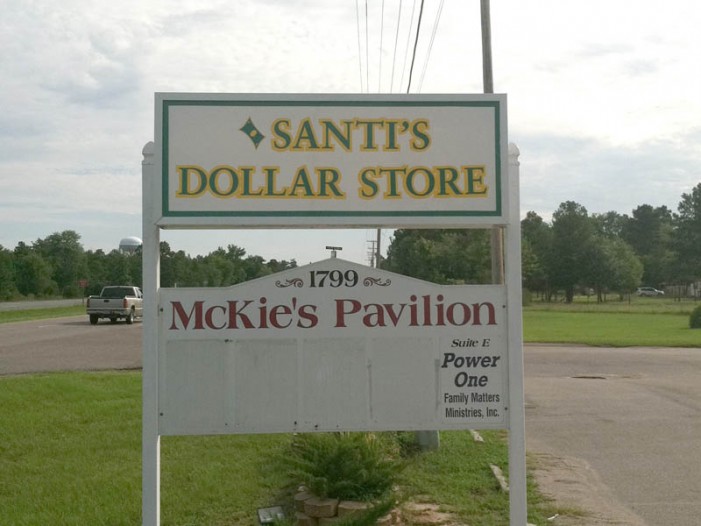 SANTI'S
DOLLAR STORE
1799
McKie's Pavilion
Suite E
Power
One
Family Matters
Ministries, Inc.